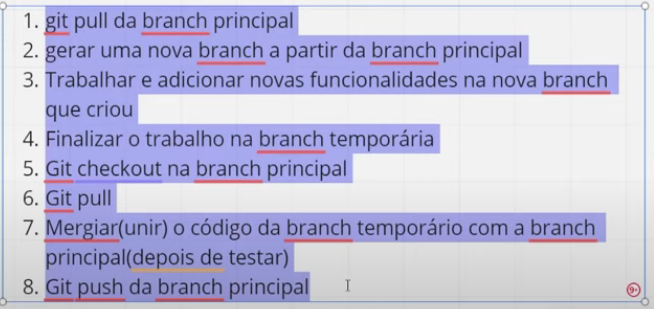 1. git pull da branch principal
2. gerar uma nova branch a partir da branch principal
3. Trabalhar e adicionar novas funcionalidades na nova branch
que criou
4. Finalizar o trabalho na branch temporária
5. Git checkout na branch principal
6. Git pull
7. Mergiar(unir) o código da branch temporário com a branch
principal(depois de testar)
8. Git push da branch principal
9+